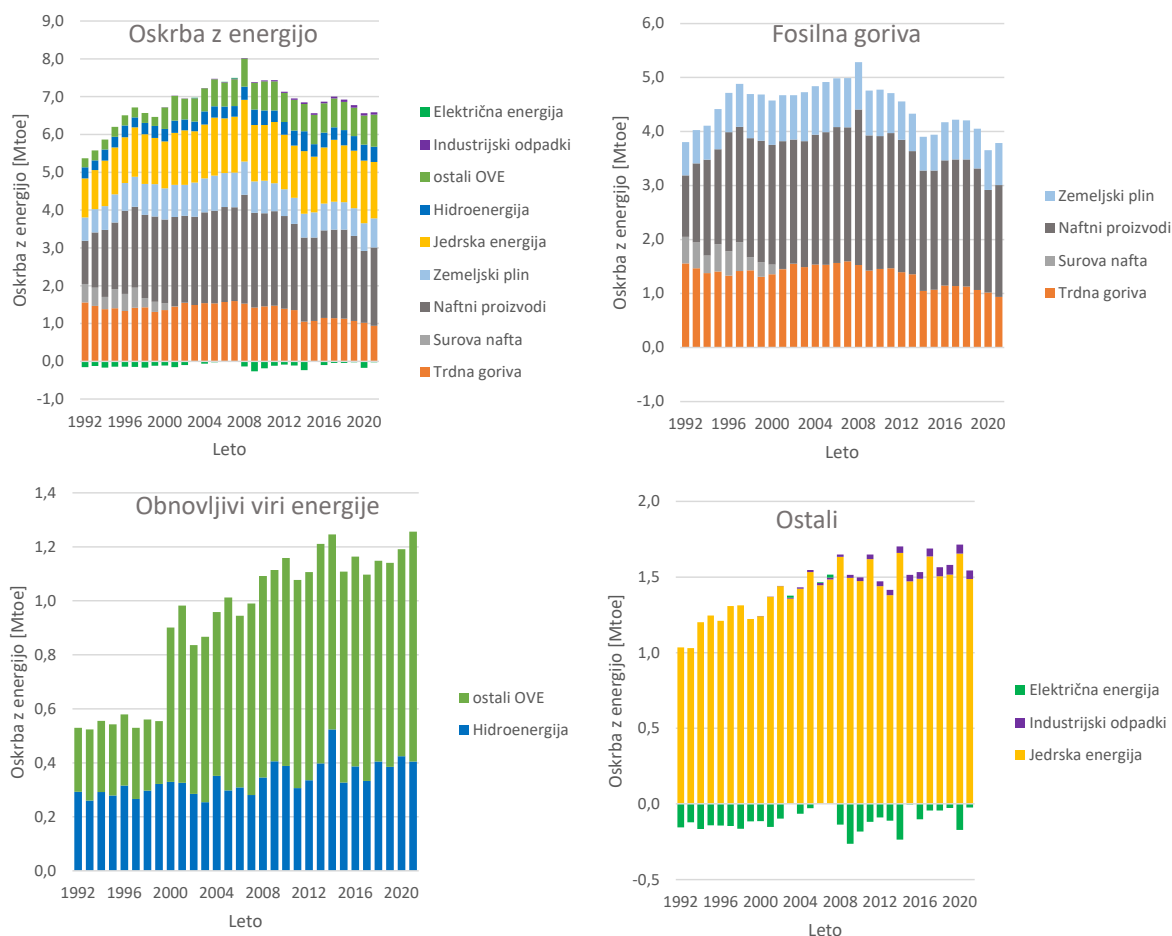 Oskrba z energijo
Oskrba z energijo [Mtoe]
9,0
8,0
7,0
6,0
5,0
4,0
3,0
2,0
1,0
0,0
-1,0
1992 1996 2000 2004 2008 2012 2016 2020
Leto
Električna energija
Industrijski odpadki
ostali OVE
Hidroenergija
Jedrska energija
Zemeljski plin
Naftni proizvodi
Surova nafta
Trdna goriva
Fosilna goriva
Oskrba z energijo [Mtoe]
6,0
5,0
4,0
3,0
2,0
1,0
0,0
-1,0
1992 1996 2000 2004 2008 2012 2016 2020
Leto
Zemeljski plin
Naftni proizvodi
Surova nafta
Trdna goriva
Obnovljivi viri energije
Oskrba z energijo [Mtoe]
1,4
1,2
1,0
0,8
0,6
0,4
0,2
0,0
1992 1996 2000 2004 2008 2012 2016 2020
Leto
ostali OVE
Hidroenergija
Ostali
Oskrba z energijo [Mtoe]
2,0
1,5
1,0
0,5
0,0
-0,5
1992 1996 2000 2004 2008 2012 2016 2020
Leto
Električna energija
Industrijski odpadki
Jedrska energija